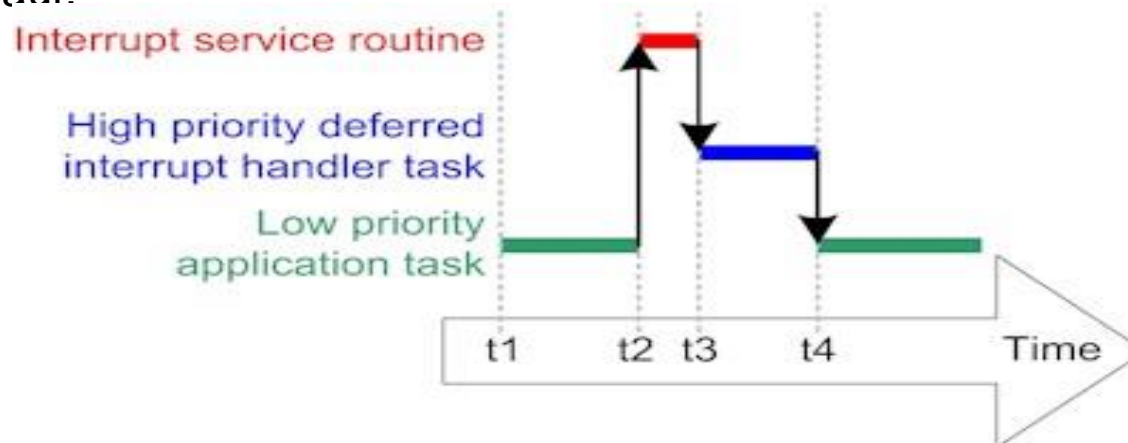 Interrupt service routine
High priority deferred
interrupt handler task
Low priority
application task
t1 t2 t3 t4 Time